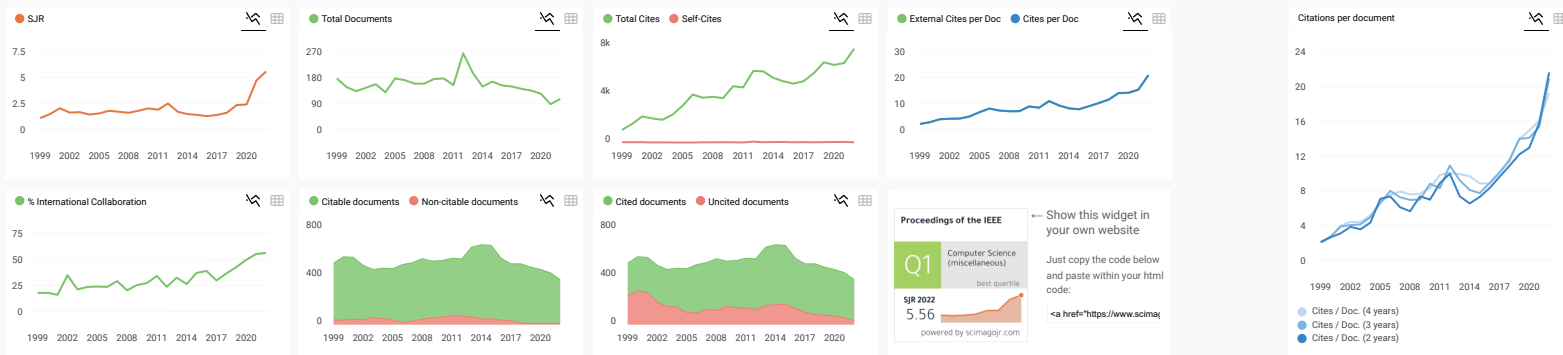 SJR
7.5
5
2.5
0
1999 2002 2005 2008 2011 2014 2017 2020
Total Documents
270
180
90
0
1999 2002 2005 2008 2011 2014 2017 2020
Total Cites Self-Cites
8k
4k
0
1999 2002 2005 2008 2011 2014 2017 2020
External Cites per Doc Cites per Doc
30
20
10
0
1999 2002 2005 2008 2011 2014 2017 2020
% International Collaboration
75
50
25
0
1999 2002 2005 2008 2011 2014 2017 2020
Citable documents Non-citable documents
800
400
0
1999 2002 2005 2008 2011 2014 2017 2020
Cited documents Uncited documents
800
400
0
1999 2002 2005 2008 2011 2014 2017 2020
Proceedings of the IEEE
Q1
Computer Science
(miscellaneous)
best quartile
SJR 2022
5.56
powered by scimagojr.com
← Show this widget in
your own website
Just copy the code below
and paste within your html
code:
<a href="https://www.scimag
Citations per document
24
20
16
12
8
4
0
1999 2002 2005 2008 2011 2014 2017 2020
Cites / Doc. (4 years)
Cites / Doc. (3 years)
Cites / Doc. (2 years)